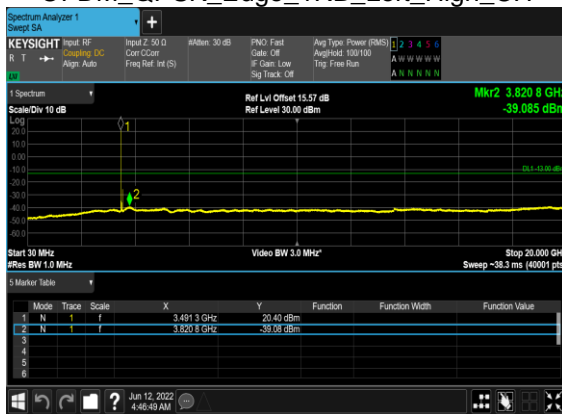 Spectrum Analyzer 1
Swept SA
+
KEYSIGHT
R T
LU
Input: RF
Coupling: DC
Align: Auto
Input Z: 50 Ω
Corr CCorr
Freq Ref: Int (S)
#Atten: 30 dB
PNO: Fast
Gate: Off
IF Gain: Low
Sig Track: Off
Avg Type: Power (RMS)
Avg|Hold: 100/100
Trig: Free Run
1 2 3 4 5 6
A W W W W W
A N N N N N
1 Spectrum
Scale/Div 10 dB
Ref Lvl Offset 15.57 dB
Ref Level 30.00 dBm
Mkr2 3.820 8 GHz
-39.085 dBm
Log
20.0
10.0
0.00
-10.0
-20.0
-30.0
-40.0
-50.0
-60.0
1
2
DL1 -13.00 dB
Start 30 MHz
#Res BW 1.0 MHz
Video BW 3.0 MHz*
Stop 20.000 GH
Sweep ~38.3 ms (40001 pts
5 Marker Table
Mode Trace Scale X Y Function Function Width Function Value
1 N 1 f 3.491 3 GHz 20.40 dBm
2 N 1 f 3.820 8 GHz -39.08 dBm
3
4
5
6
?
Jun 12, 2022
4:46:49 AM